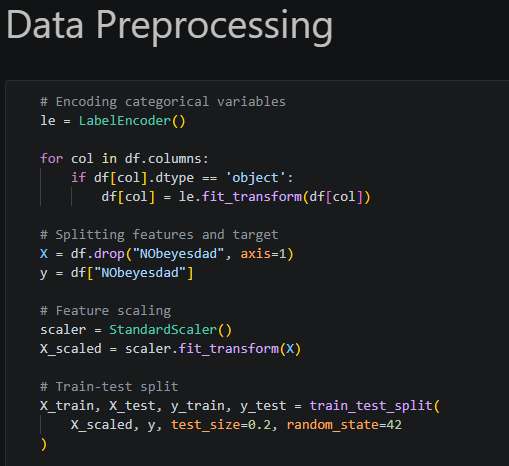 Data Preprocessing
# Encoding categorical variables
le = LabelEncoder()
for col in df.columns:
    if df[col].dtype == 'object':
        df[col] = le.fit_transform(df[col])
# Splitting features and target
X = df.drop("NObeyesdad", axis=1)
y = df["NObeyesdad"]
# Feature scaling
scaler = StandardScaler()
X_scaled = scaler.fit_transform(X)
# Train-test split
X_train, X_test, y_train, y_test = train_test_split(
    X_scaled, y, test_size=0.2, random_state=42
)